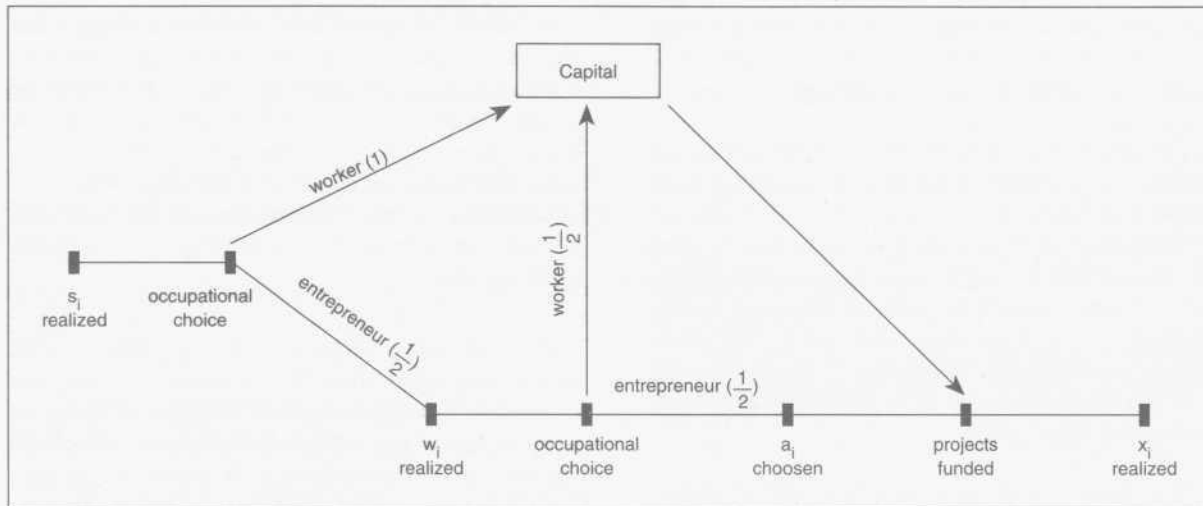 Capital
worker (1)
worker (1/2)
s_i
realized
occupational
choice
entrepreneur (1/2)
entrepreneur (1/2)
w_i
realized
occupational
choice
a_i
choosen
projects
funded
x_i
realized